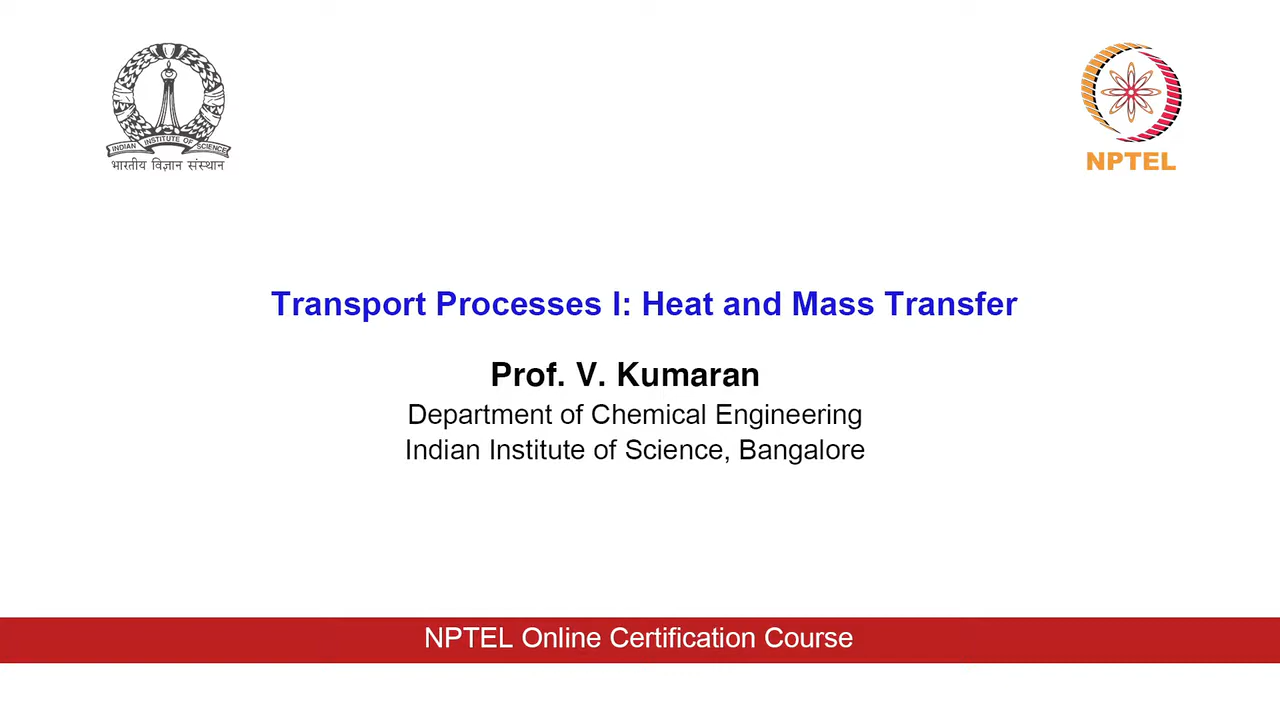 INDIAN INSTITUTE OF SCIENCE
भारतीय विज्ञान संस्थान
NPTEL
Transport Processes I: Heat and Mass Transfer
Prof. V. Kumaran
Department of Chemical Engineering
Indian Institute of Science, Bangalore
NPTEL Online Certification Course